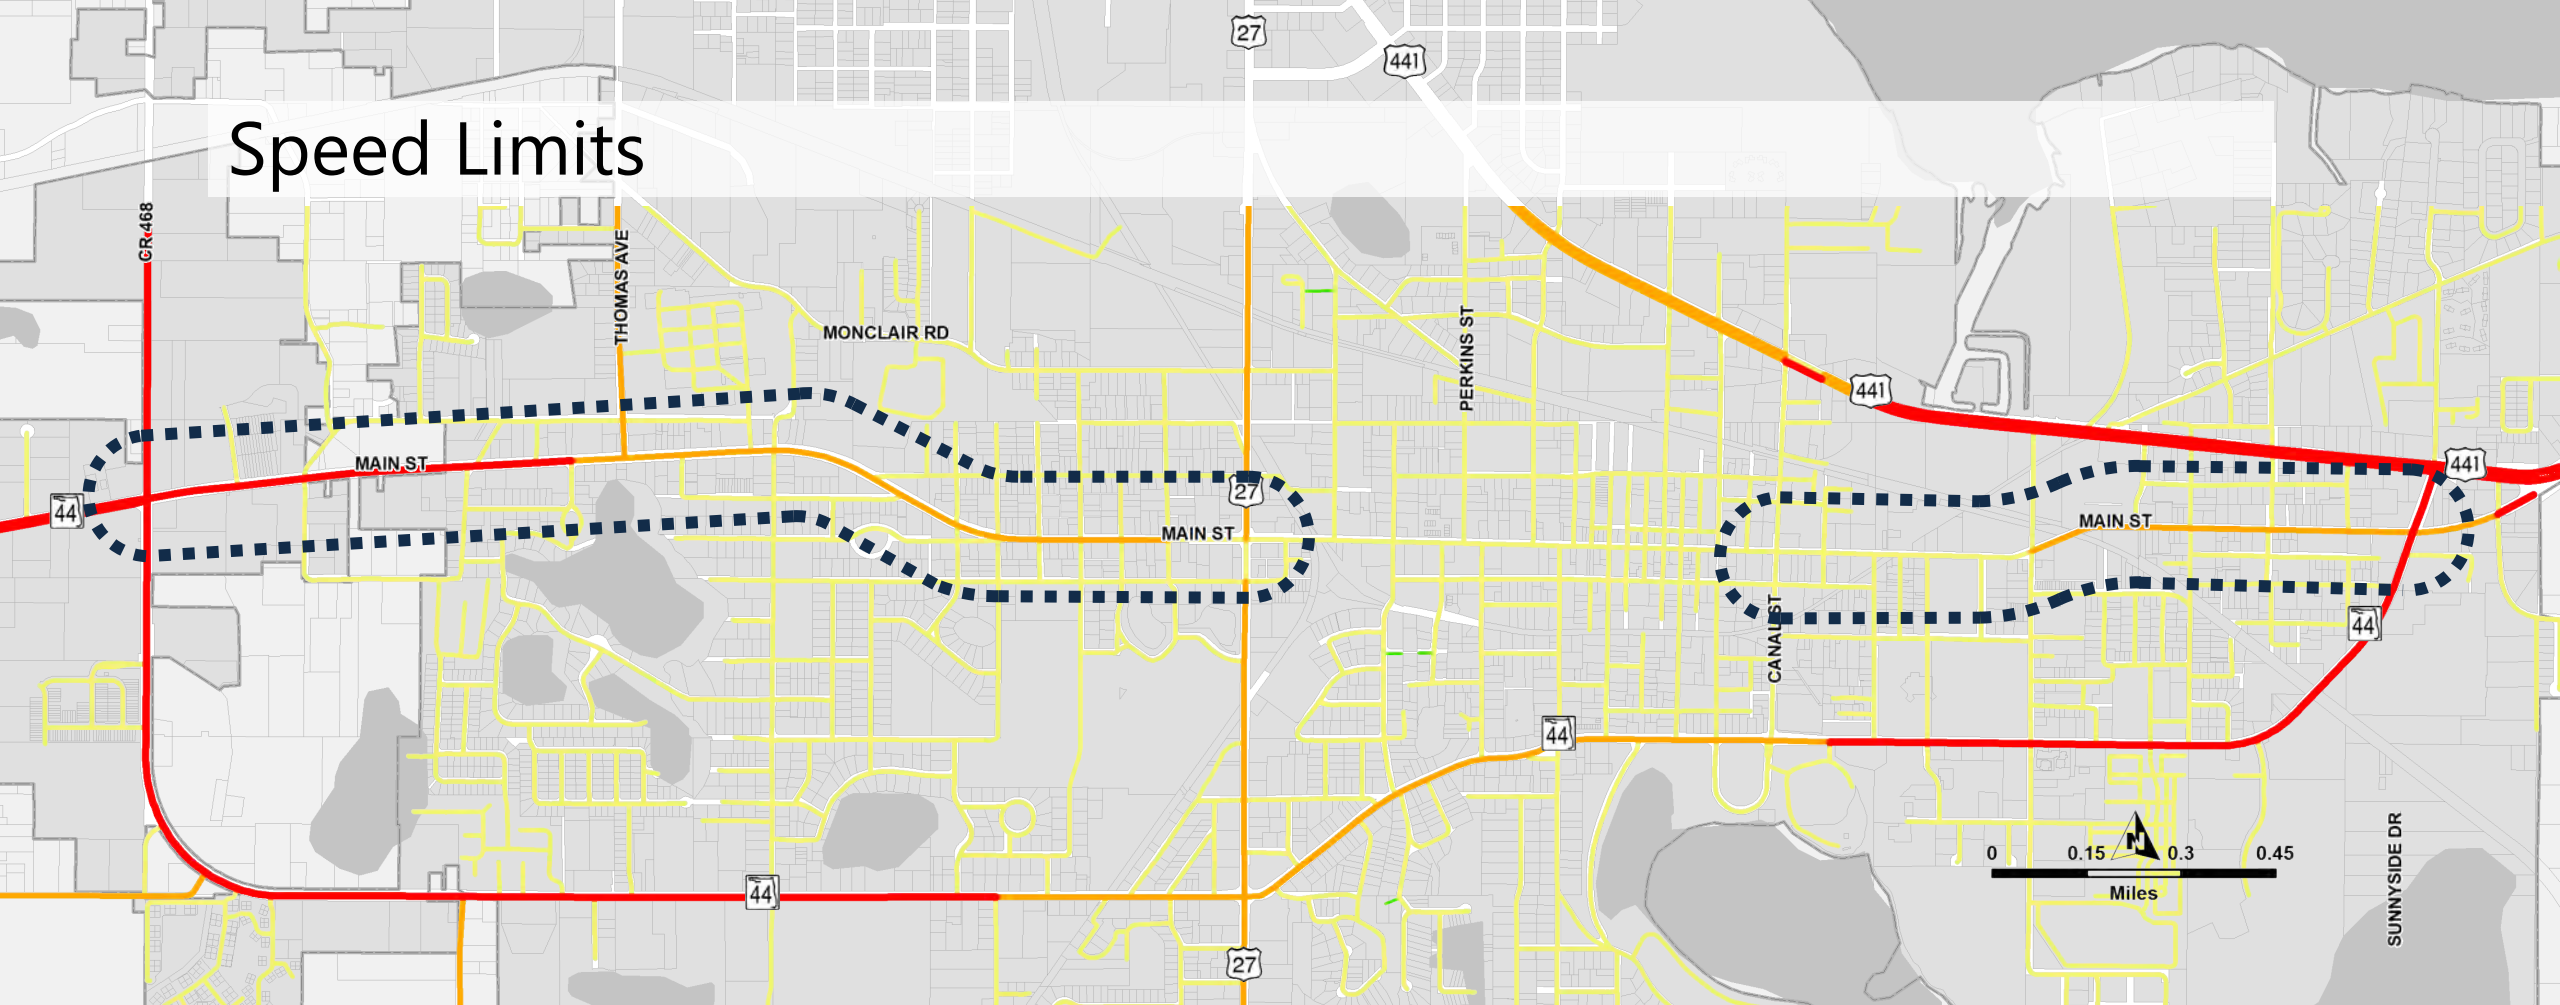 27
441
Speed Limits
CR 468
THOMAS AVE
MONCLAIR RD
PERKINS ST
441
MAIN ST
441
44
27
MAIN ST
MAIN ST
CANAL ST
44
44
44
27
SUNNYSIDE DR
N
0 0.15 0.3 0.45
Miles